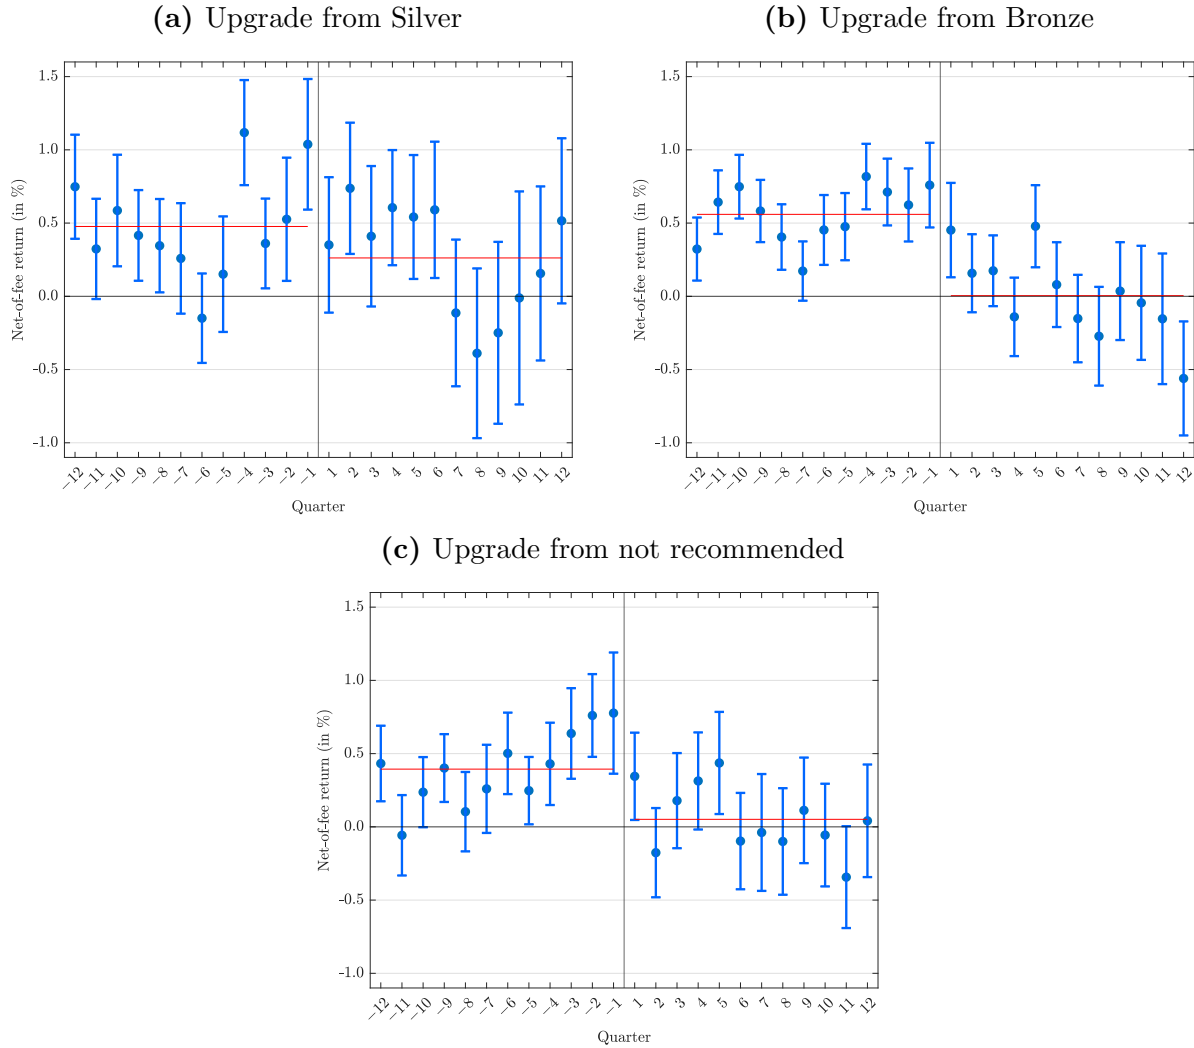 (a) Upgrade from Silver
Net-of-fee return (in %)
1.5
1.0
0.5
0.0
-0.5
-1.0
−12 −11 −10 −9 −8 −7 −6 −5 −4 −3 −2 −1 1 2 3 4 5 6 7 8 9 10 11 12
Quarter
(b) Upgrade from Bronze
Net-of-fee return (in %)
1.5
1.0
0.5
0.0
-0.5
-1.0
−12 −11 −10 −9 −8 −7 −6 −5 −4 −3 −2 −1 1 2 3 4 5 6 7 8 9 10 11 12
Quarter
(c) Upgrade from not recommended
Net-of-fee return (in %)
1.5
1.0
0.5
0.0
-0.5
-1.0
−12 −11 −10 −9 −8 −7 −6 −5 −4 −3 −2 −1 1 2 3 4 5 6 7 8 9 10 11 12
Quarter